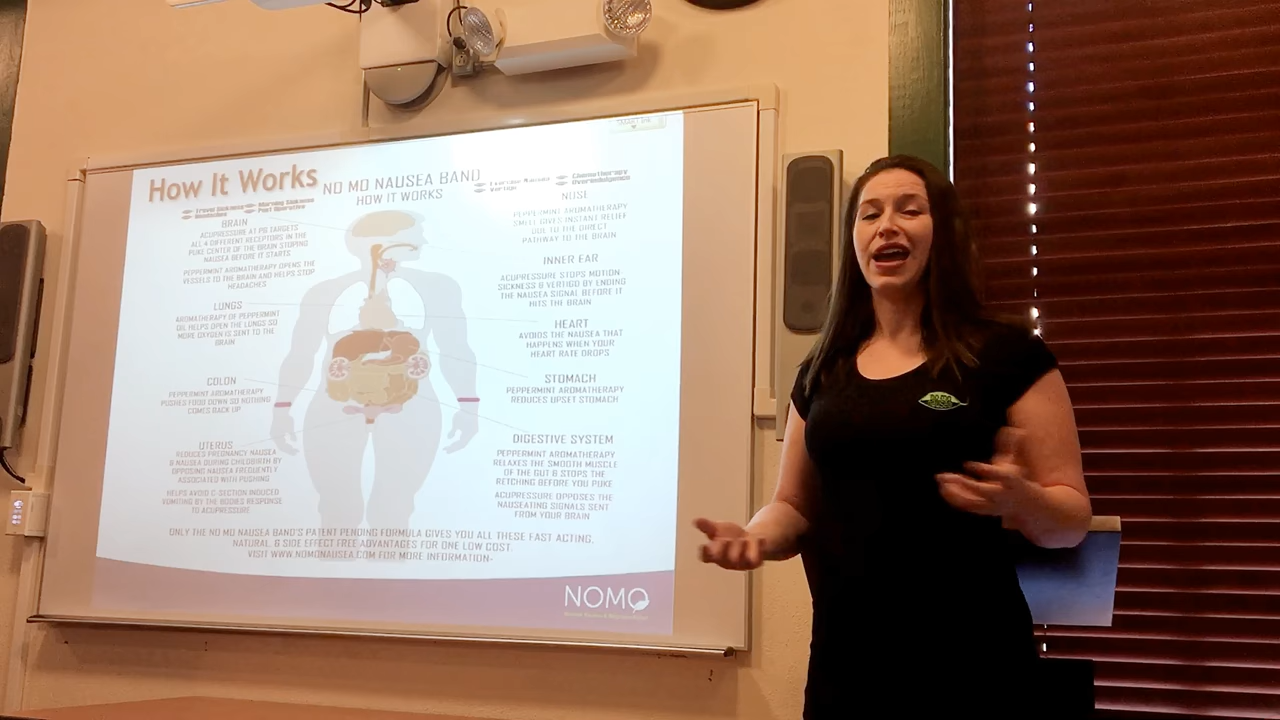 How It Works
NO MO NAUSEA BAND
HOW IT WORKS
Travel Sickness
Morning Sickness
Headaches
Post Operative
Exercise Nausea
Vertigo
Chemotherapy
Overindulgence
BRAIN
ACUPRESSURE AT P6 TARGETS
ALL 4 DIFFERENT RECEPTORS IN THE
PUKE CENTER OF THE BRAIN STOPING
NAUSEA BEFORE IT STARTS
PEPPERMINT AROMATHERAPY OPENS THE
VESSELS TO THE BRAIN AND HELPS STOP
HEADACHES
LUNGS
AROMATHERAPY OF PEPPERMINT
OIL HELPS OPEN THE LUNGS SO
MORE OXYGEN IS SENT TO THE
BRAIN
COLON
PEPPERMINT AROMATHERAPY
PUSHES FOOD DOWN SO NOTHING
COMES BACK UP
UTERUS
REDUCES PREGNANCY NAUSEA
& NAUSEA DURING CHILDBIRTH BY
OPPOSING NAUSEA FREQUENTLY
ASSOCIATED WITH PUSHING
HELPS AVOID C-SECTION INDUCED
VOMITING BY THE BODIES RESPONSE
TO ACUPRESSURE
NOSE
PEPPERMINT AROMATHERAPY
SMELL GIVES INSTANT RELIEF
DUE TO THE DIRECT
PATHWAY TO THE BRAIN
INNER EAR
ACUPRESSURE STOPS MOTION
SICKNESS & VERTIGO BY ENDING
THE NAUSEA SIGNAL BEFORE IT
HITS THE BRAIN
HEART
AVOIDS THE NAUSEA THAT
HAPPENS WHEN YOUR
HEART RATE DROPS
STOMACH
PEPPERMINT AROMATHERAPY
REDUCES UPSET STOMACH
DIGESTIVE SYSTEM
PEPPERMINT AROMATHERAPY
RELAXES THE SMOOTH MUSCLE
OF THE GUT & STOPS THE
RETCHING BEFORE YOU PUKE
ACUPRESSURE OPPOSES THE
NAUSEATING SIGNALS SENT
FROM YOUR BRAIN
ONLY THE NO MO NAUSEA BAND'S PATENT PENDING FORMULA GIVES YOU ALL THESE FAST ACTING,
NATURAL, & SIDE EFFECT FREE ADVANTAGES FOR ONE LOW COST.
VISIT WWW.NOMONAUSEA.COM FOR MORE INFORMATION-
NOMO